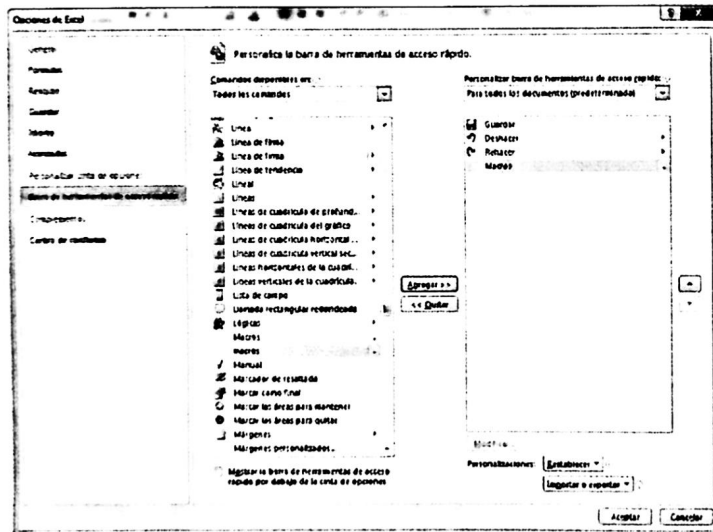 Opciones de Excel
General
Fórmulas
Revisión
Guardar
Idioma
Avanzadas
Personalizar cinta de opciones
Barra de herramientas de acceso rápido
Complementos
Centro de confianza
Personalice la barra de herramientas de acceso rápido.
Comandos disponibles en:
Todos los comandos
Línea
Línea de firma
Línea de firma
Línea de tendencia
Lineal
Líneas
Líneas de cuadrícula de profund...
Líneas de cuadrícula del gráfico
Líneas de cuadrícula horizontal...
Líneas de cuadrícula vertical sec...
Líneas horizontales de la cuadrí...
Líneas verticales de la cuadrícula...
Lista de campo
Llamada rectangular redondeada
Lógicas
Macros
macros
Manual
Marcador de resaltado
Marcar como final
Marcar las áreas para mantener
Marcar las áreas para quitar
Márgenes
Márgenes personalizados...
Mostrar la barra de herramientas de acceso
rápido por debajo de la cinta de opciones
Agregar >>
<< Quitar
Personalizar barra de herramientas de acceso rápido:
Para todos los documentos (predeterminado)
Guardar
Deshacer
Rehacer
Macros
Modificar...
Personalizaciones:
Restablecer
Importar o exportar
Aceptar
Cancelar